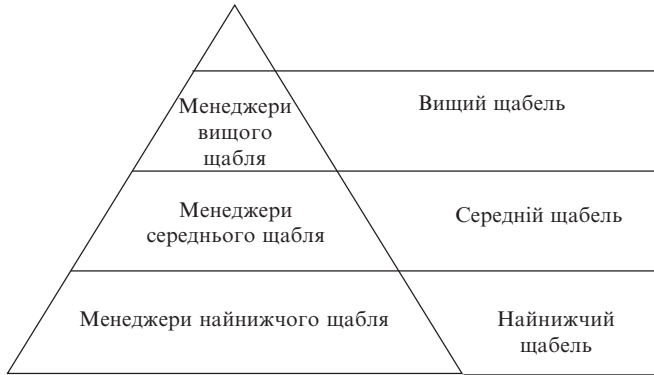 Менеджери
вищого
щабля
Вищий щабель
Менеджери
середнього щабля
Середній щабель
Менеджери найнижчого щабля
Найнижчий
щабель